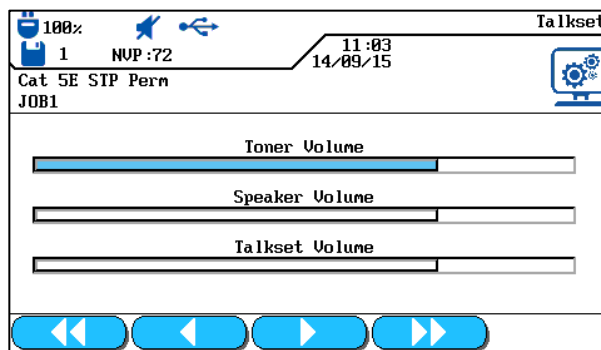 100% Talkset
1 NVP:72 11:03
14/09/15
Cat 5E STP Perm
JOB1
Toner Volume
Speaker Volume
Talkset Volume